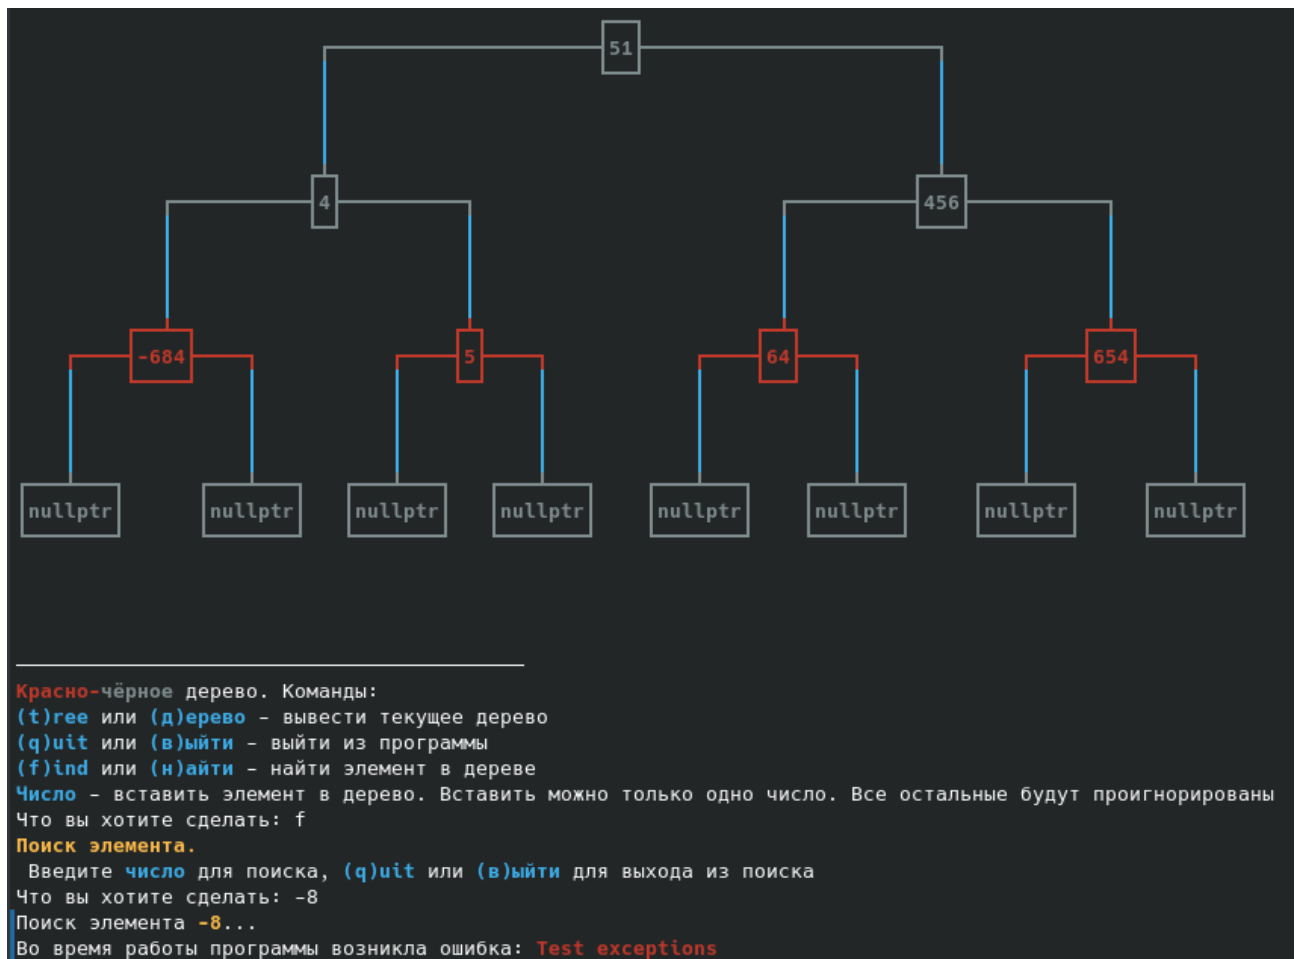 51
4 456
-684 5 64 654
nullptr nullptr nullptr nullptr nullptr nullptr nullptr nullptr
Красно-чёрное дерево. Команды:
(t)ree или (д)ерево – вывести текущее дерево
(q)uit или (в)ыйти – выйти из программы
(f)ind или (н)айти – найти элемент в дереве
Число – вставить элемент в дерево. Вставить можно только одно число. Все остальные будут проигнорированы
Что вы хотите сделать: f
Поиск элемента.
Введите число для поиска, (q)uit или (в)ыйти для выхода из поиска
Что вы хотите сделать: -8
Поиск элемента -8...
Во время работы программы возникла ошибка: Test exceptions